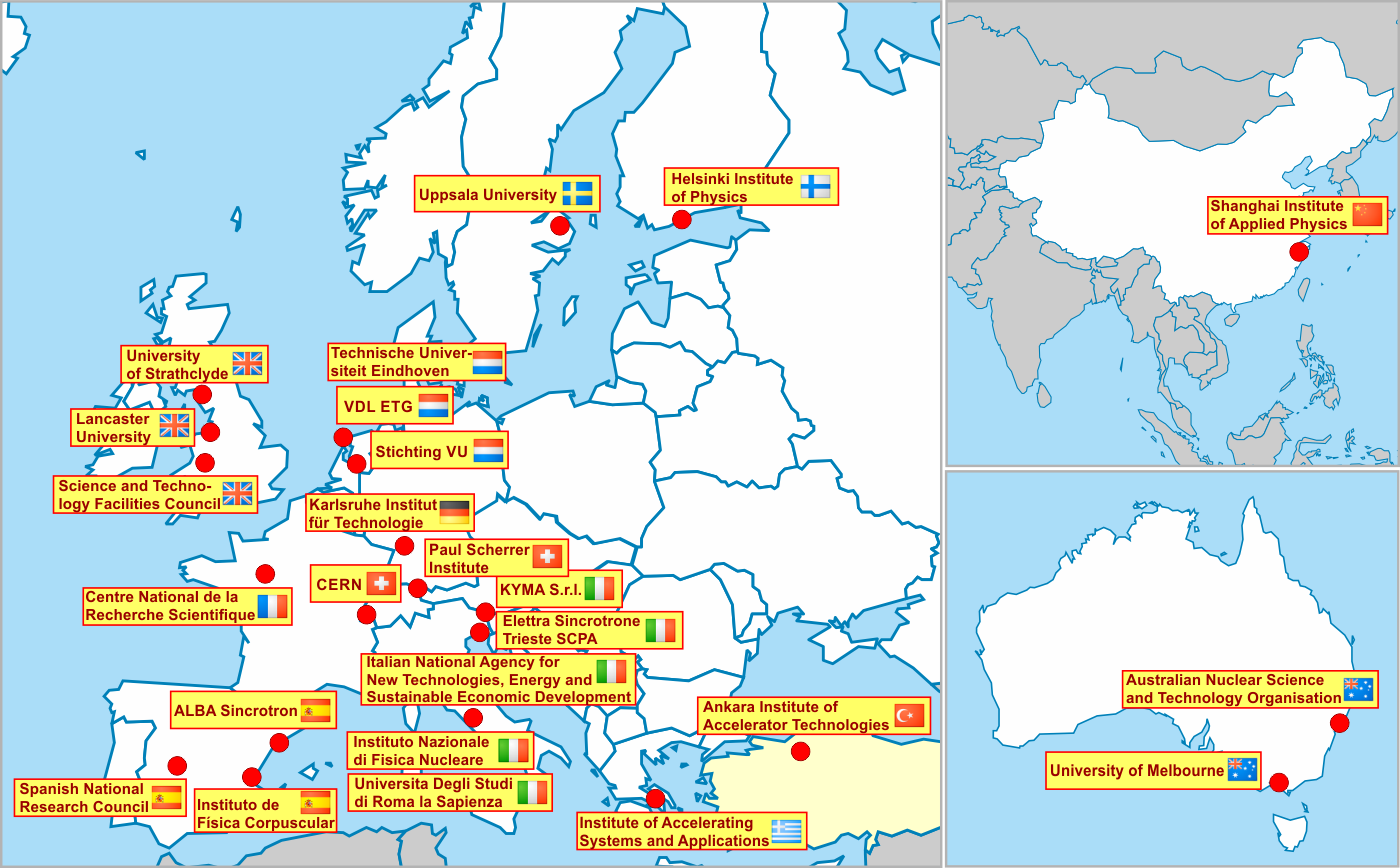 Uppsala University
Helsinki Institute
of Physics
Shanghai Institute
of Applied Physics
University
of Strathclyde
Technische Univer-
siteit Eindhoven
VDL ETG
Lancaster
University
Stichting VU
Science and Techno-
logy Facilities Council
Karlsruhe Institut
für Technologie
Paul Scherrer
Institute
CERN
KYMA S.r.l.
Centre National de la
Recherche Scientifique
Elettra Sincrotrone
Trieste SCPA
Italian National Agency for
New Technologies, Energy and
Sustainable Economic Development
ALBA Sincrotron
Ankara Institute of
Accelerator Technologies
Instituto Nazionale
di Fisica Nucleare
Spanish National
Research Council
Instituto de
Física Corpuscular
Universita Degli Studi
di Roma la Sapienza
Institute of Accelerating
Systems and Applications
Australian Nuclear Science
and Technology Organisation
University of Melbourne